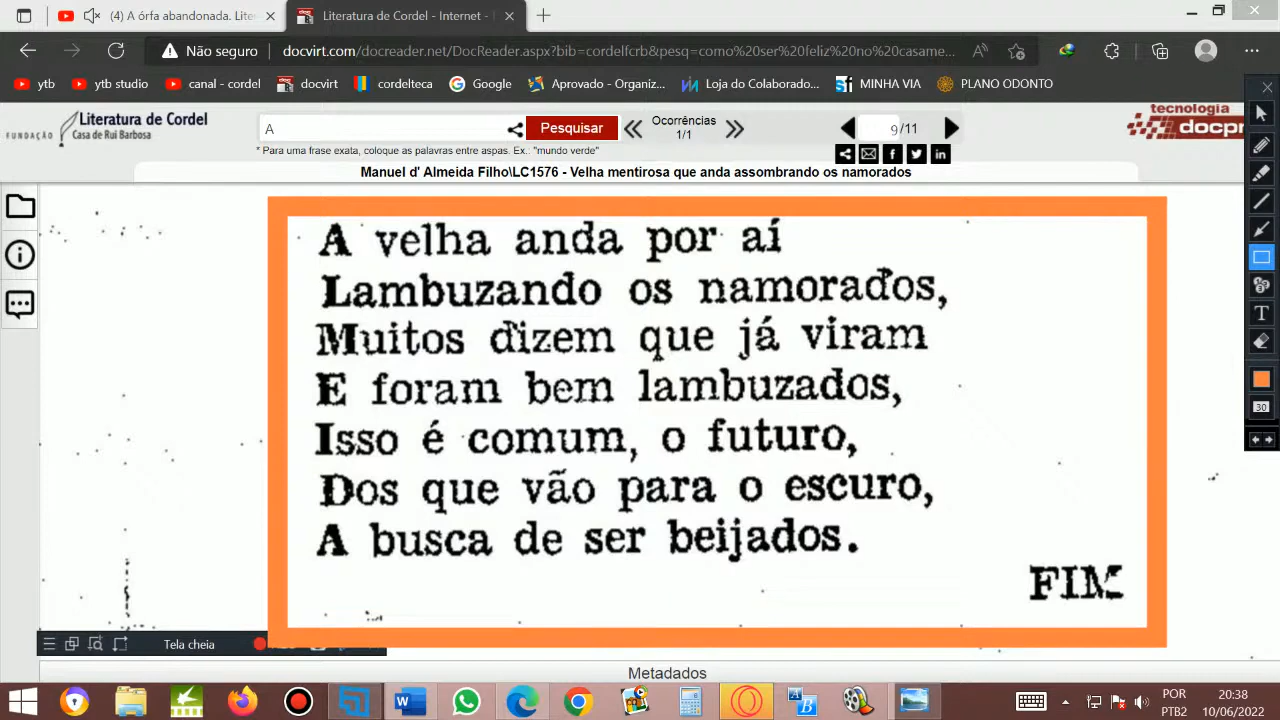 (4) A órfa abandonada. Lite
Literatura de Cordel - Internet -
Não seguro
docvirt.com/docreader.net/DocReader.aspx?bib=cordelfcrb&pesq=como%20ser%20feliz%20no%20casame...
ytb
ytb studio
canal - cordel
docvirt
cordelteca
Google
Aprovado - Organiz...
Loja do Colaborado...
MINHA VIA
PLANO ODONTO
FUNDAÇÃO
Literatura de Cordel
Casa de Rui Barbosa
A
Pesquisar
Ocorrências
1/1
9 /11
tecnologia
docpr
* Para uma frase exata, coloque as palavras entre aspas. Ex.: "mundo verde"
Manuel d' Almeida Filho\LC1576 - Velha mentirosa que anda assombrando os namorados
A velha anda por aí
Lambuzando os namorados,
Muitos dizem que já viram
E foram bem lambuzados,
Isso é comum, o futuro,
Dos que vão para o escuro,
A busca de ser beijados.
FIM
Tela cheia
Metadados
30
POR
PTB2
20:38
10/06/2022